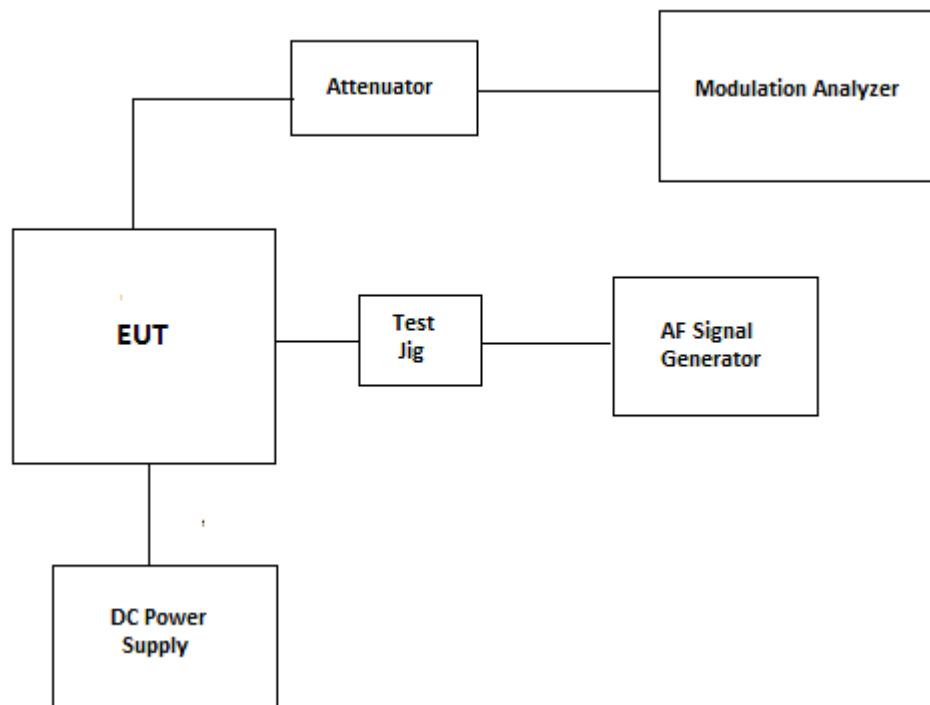 Attenuator
Modulation Analyzer
EUT
Test
Jig
AF Signal
Generator
DC Power
Supply